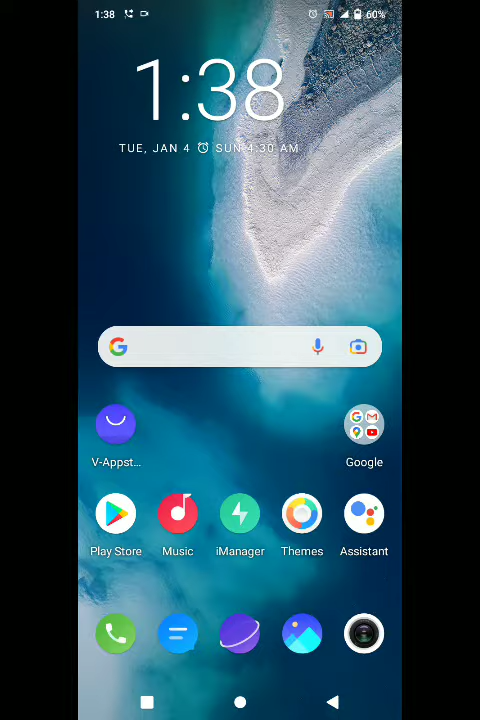 1:38 60%
1:38
TUE, JAN 4 SUN 4:30 AM
V-Appst... Google
Play Store Music iManager Themes Assistant